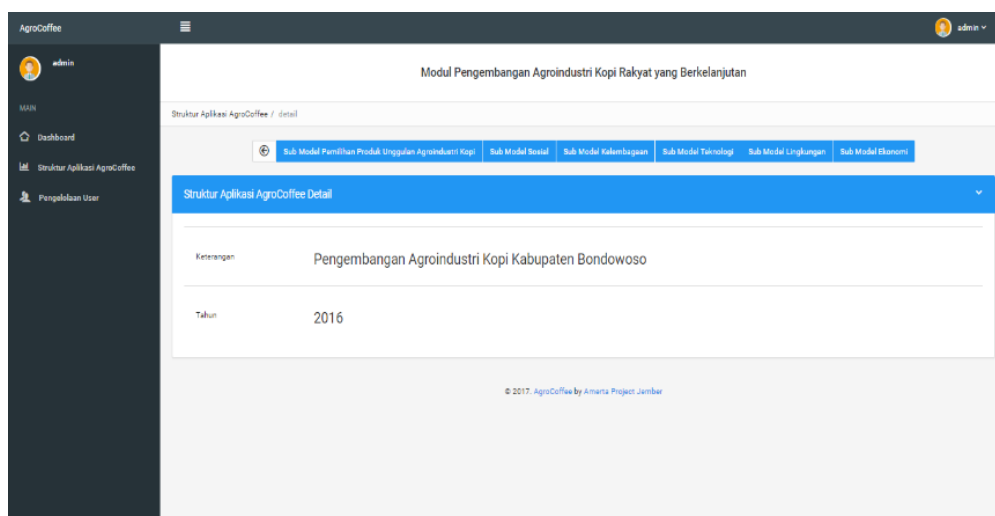 AgroCoffee
admin
admin
MAIN
Dashboard
Struktur Aplikasi AgroCoffee
Pengelolaan User
Modul Pengembangan Agroindustri Kopi Rakyat yang Berkelanjutan
Struktur Aplikasi AgroCoffee / detail
Sub Model Pemilihan Produk Unggulan Agroindustri Kopi
Sub Model Sosial
Sub Model Kelembagaan
Sub Model Teknologi
Sub Model Lingkungan
Sub Model Ekonomi
Struktur Aplikasi AgroCoffee Detail
Keterangan
Pengembangan Agroindustri Kopi Kabupaten Bondowoso
Tahun
2016
© 2017. AgroCoffee by Amarta Project Jember